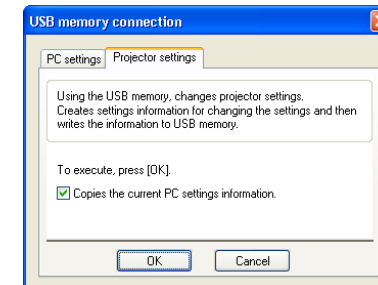 USB memory connection
PC settings
Projector settings
Using the USB memory, changes projector settings.
Creates settings information for changing the settings and then
writes the information to USB memory.
To execute, press [OK].
Copies the current PC settings information.
OK
Cancel